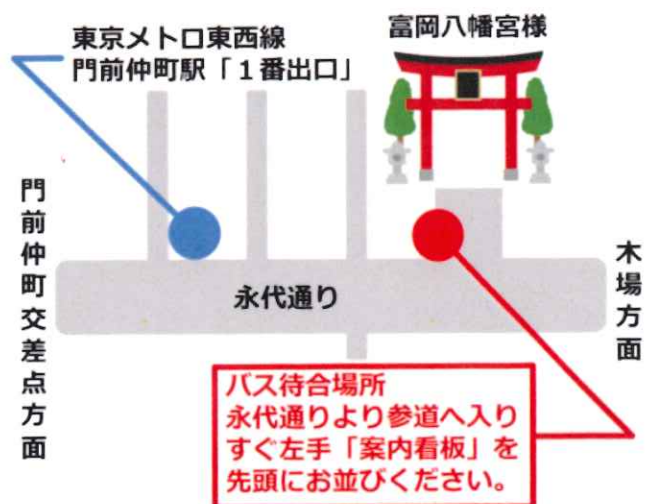 東京メトロ東西線
門前仲町駅「１番出口」
富岡八幡宮様
門前仲町交差点方面
永代通り
木場方面
バス待合場所
永代通りより参道へ入り
すぐ左手「案内看板」を
先頭にお並びください。